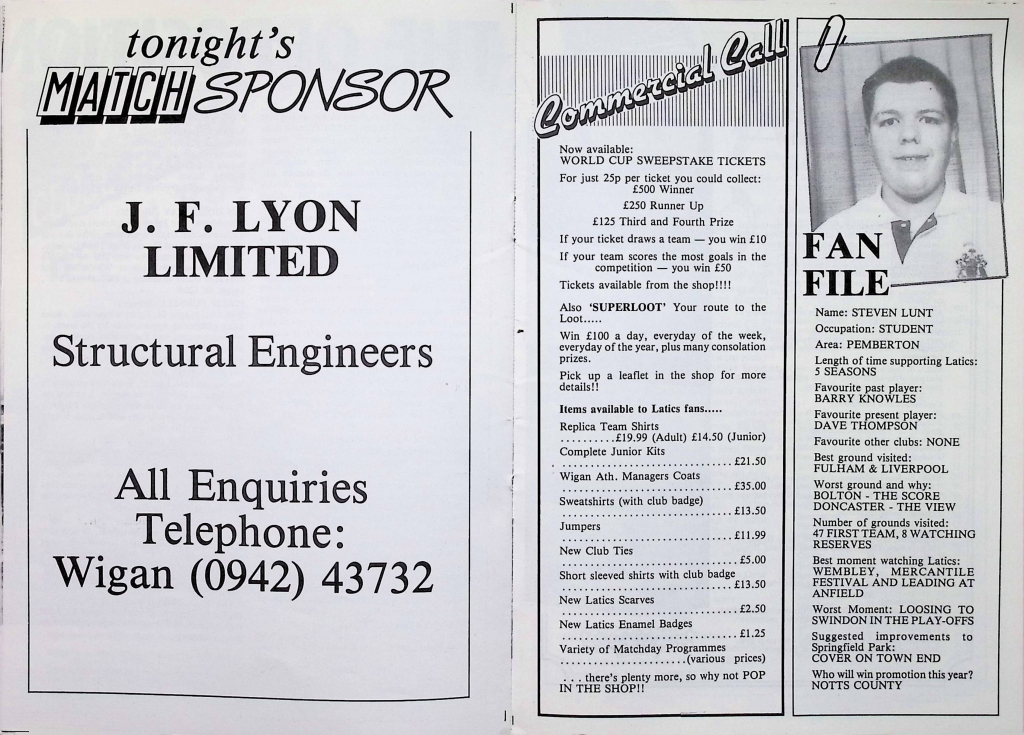 tonight's
MATCH SPONSOR
J. F. LYON
LIMITED
Structural Engineers
All Enquiries
Telephone:
Wigan (0942) 43732
Commercial Call
Now available:
WORLD CUP SWEEPSTAKE TICKETS
For just 25p per ticket you could collect:
£500 Winner
£250 Runner Up
£125 Third and Fourth Prize
If your ticket draws a team — you win £10
If your team scores the most goals in the
competition — you win £50
Tickets available from the shop!!!!
Also 'SUPERLOOT' Your route to the
Loot.....
Win £100 a day, everyday of the week,
everyday of the year, plus many consolation
prizes.
Pick up a leaflet in the shop for more
details!!
Items available to Latics fans.....
Replica Team Shirts
..........£19.99 (Adult) £14.50 (Junior)
Complete Junior Kits
................................£21.50
Wigan Ath. Managers Coats
................................£35.00
Sweatshirts (with club badge)
................................£13.50
Jumpers
................................£11.99
New Club Ties
.................................£5.00
Short sleeved shirts with club badge
................................£13.50
New Latics Scarves
.................................£2.50
New Latics Enamel Badges
.................................£1.25
Variety of Matchday Programmes
.......................(various prices)
. . . there's plenty more, so why not POP
IN THE SHOP!!
FAN
FILE
Name: STEVEN LUNT
Occupation: STUDENT
Area: PEMBERTON
Length of time supporting Latics:
5 SEASONS
Favourite past player:
BARRY KNOWLES
Favourite present player:
DAVE THOMPSON
Favourite other clubs: NONE
Best ground visited:
FULHAM & LIVERPOOL
Worst ground and why:
BOLTON - THE SCORE
DONCASTER - THE VIEW
Number of grounds visited:
47 FIRST TEAM, 8 WATCHING
RESERVES
Best moment watching Latics:
WEMBLEY, MERCANTILE
FESTIVAL AND LEADING AT
ANFIELD
Worst Moment: LOOSING TO
SWINDON IN THE PLAY-OFFS
Suggested improvements to
Springfield Park:
COVER ON TOWN END
Who will win promotion this year?
NOTTS COUNTY